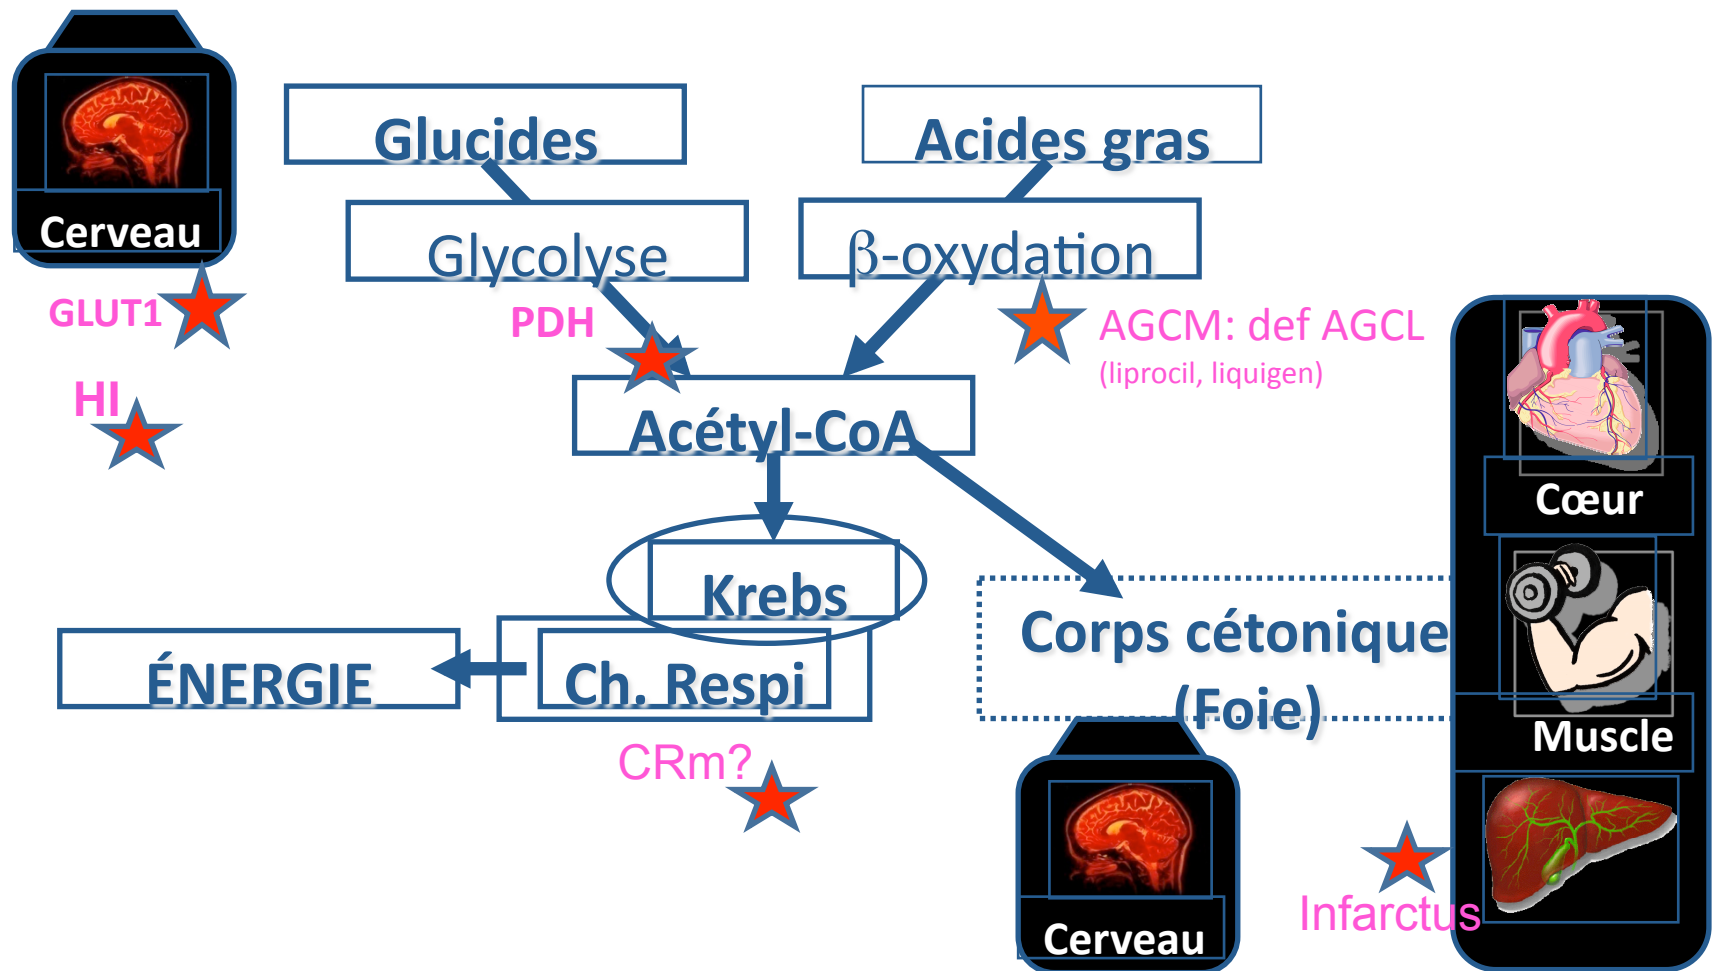 Glucides
Acides gras
Cerveau
Glycolyse
β-oxydation
GLUT1
PDH
AGCM: def AGCL
(liprocil, liquigen)
HI
Acétyl-CoA
Cœur
Krebs
Corps cétonique
(Foie)
ÉNERGIE
Ch. Respi
Muscle
CRm?
Infarctus
Cerveau